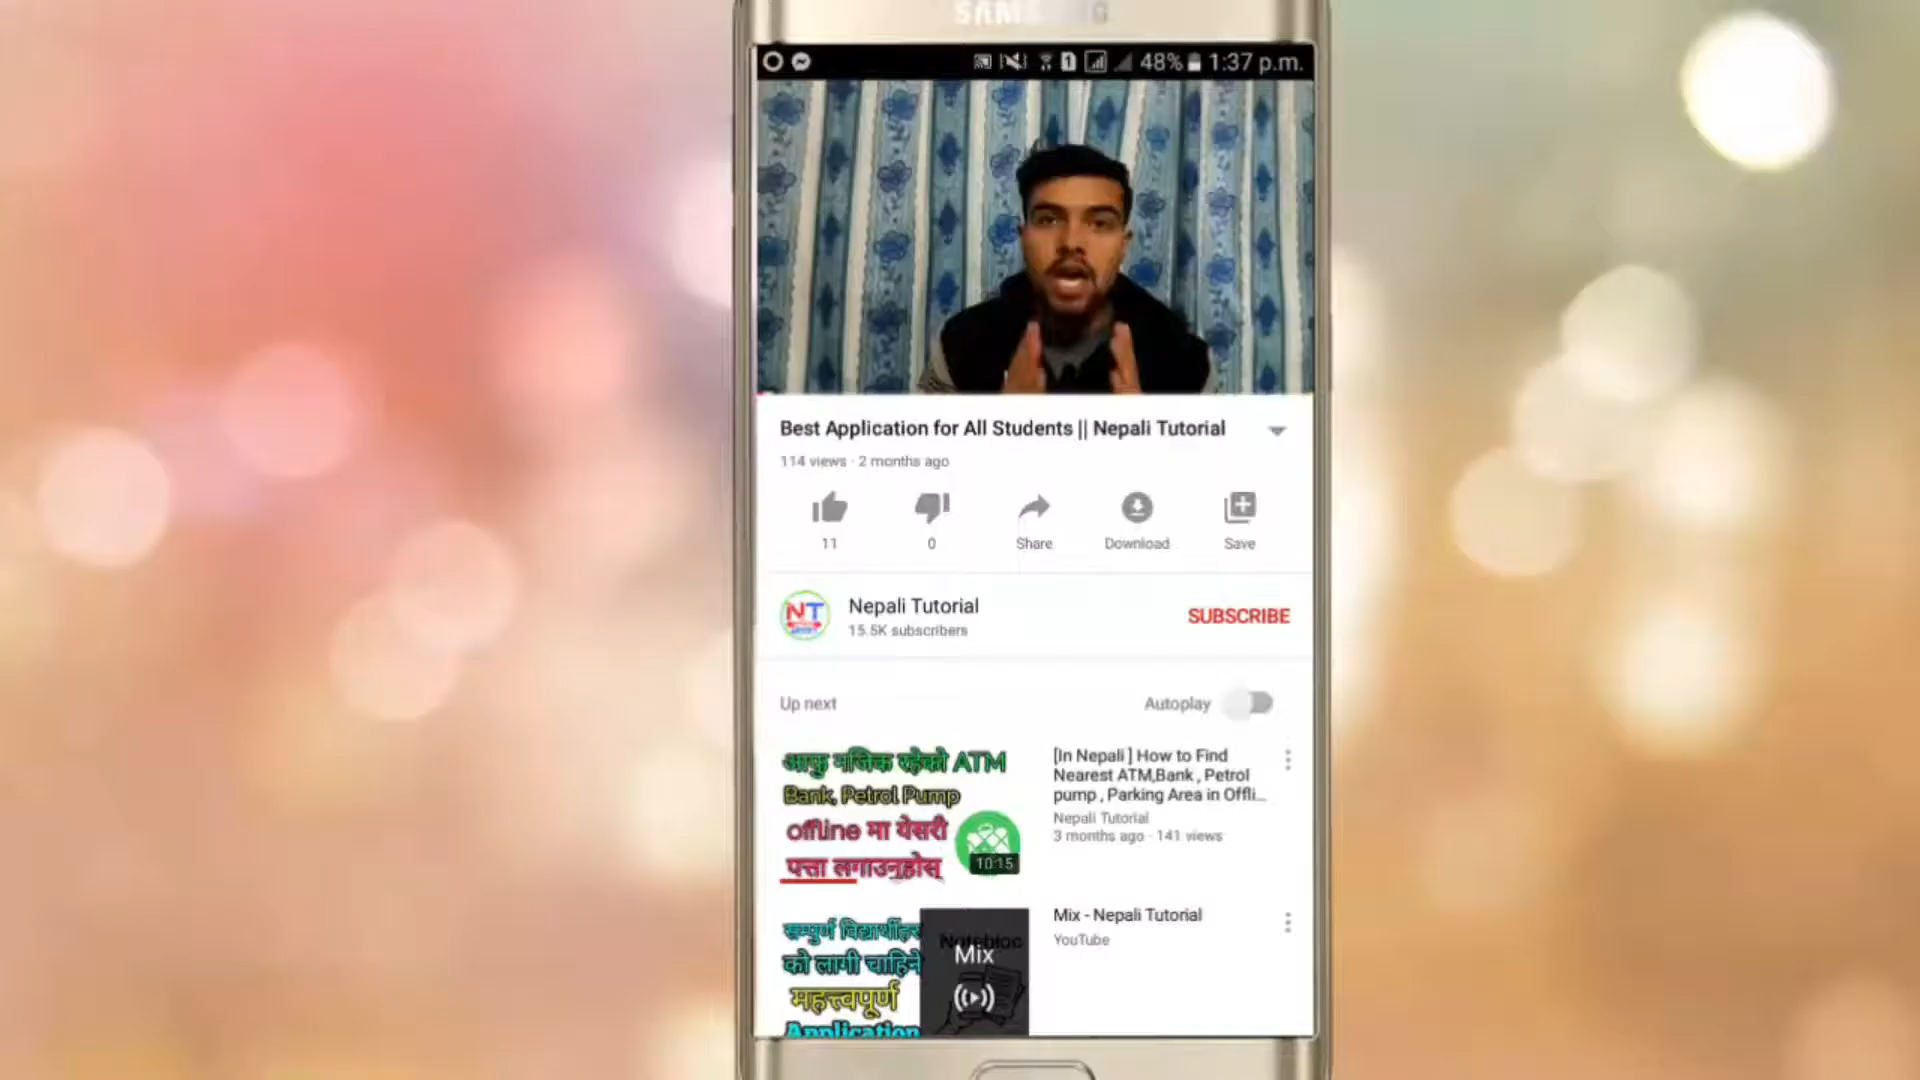 SAMSUNG
48% 1:37 p.m.
Best Application for All Students || Nepali Tutorial
114 views · 2 months ago
11
0
Share
Download
Save
NT
Nepali Tutorial
15.5K subscribers
SUBSCRIBE
Up next
Autoplay
आफु नजिक रहेको ATM
Bank, Petrol Pump
offline मा येसरी
पत्ता लगाउनुहोस्
10:15
[In Nepali ] How to Find
Nearest ATM,Bank , Petrol
pump , Parking Area in Offli...
Nepali Tutorial
3 months ago · 141 views
सम्पुर्ण विद्यार्थीहरु
को लागी चाहिने
महत्त्वपूर्ण
Application
Notebloc
Mix
Mix - Nepali Tutorial
YouTube